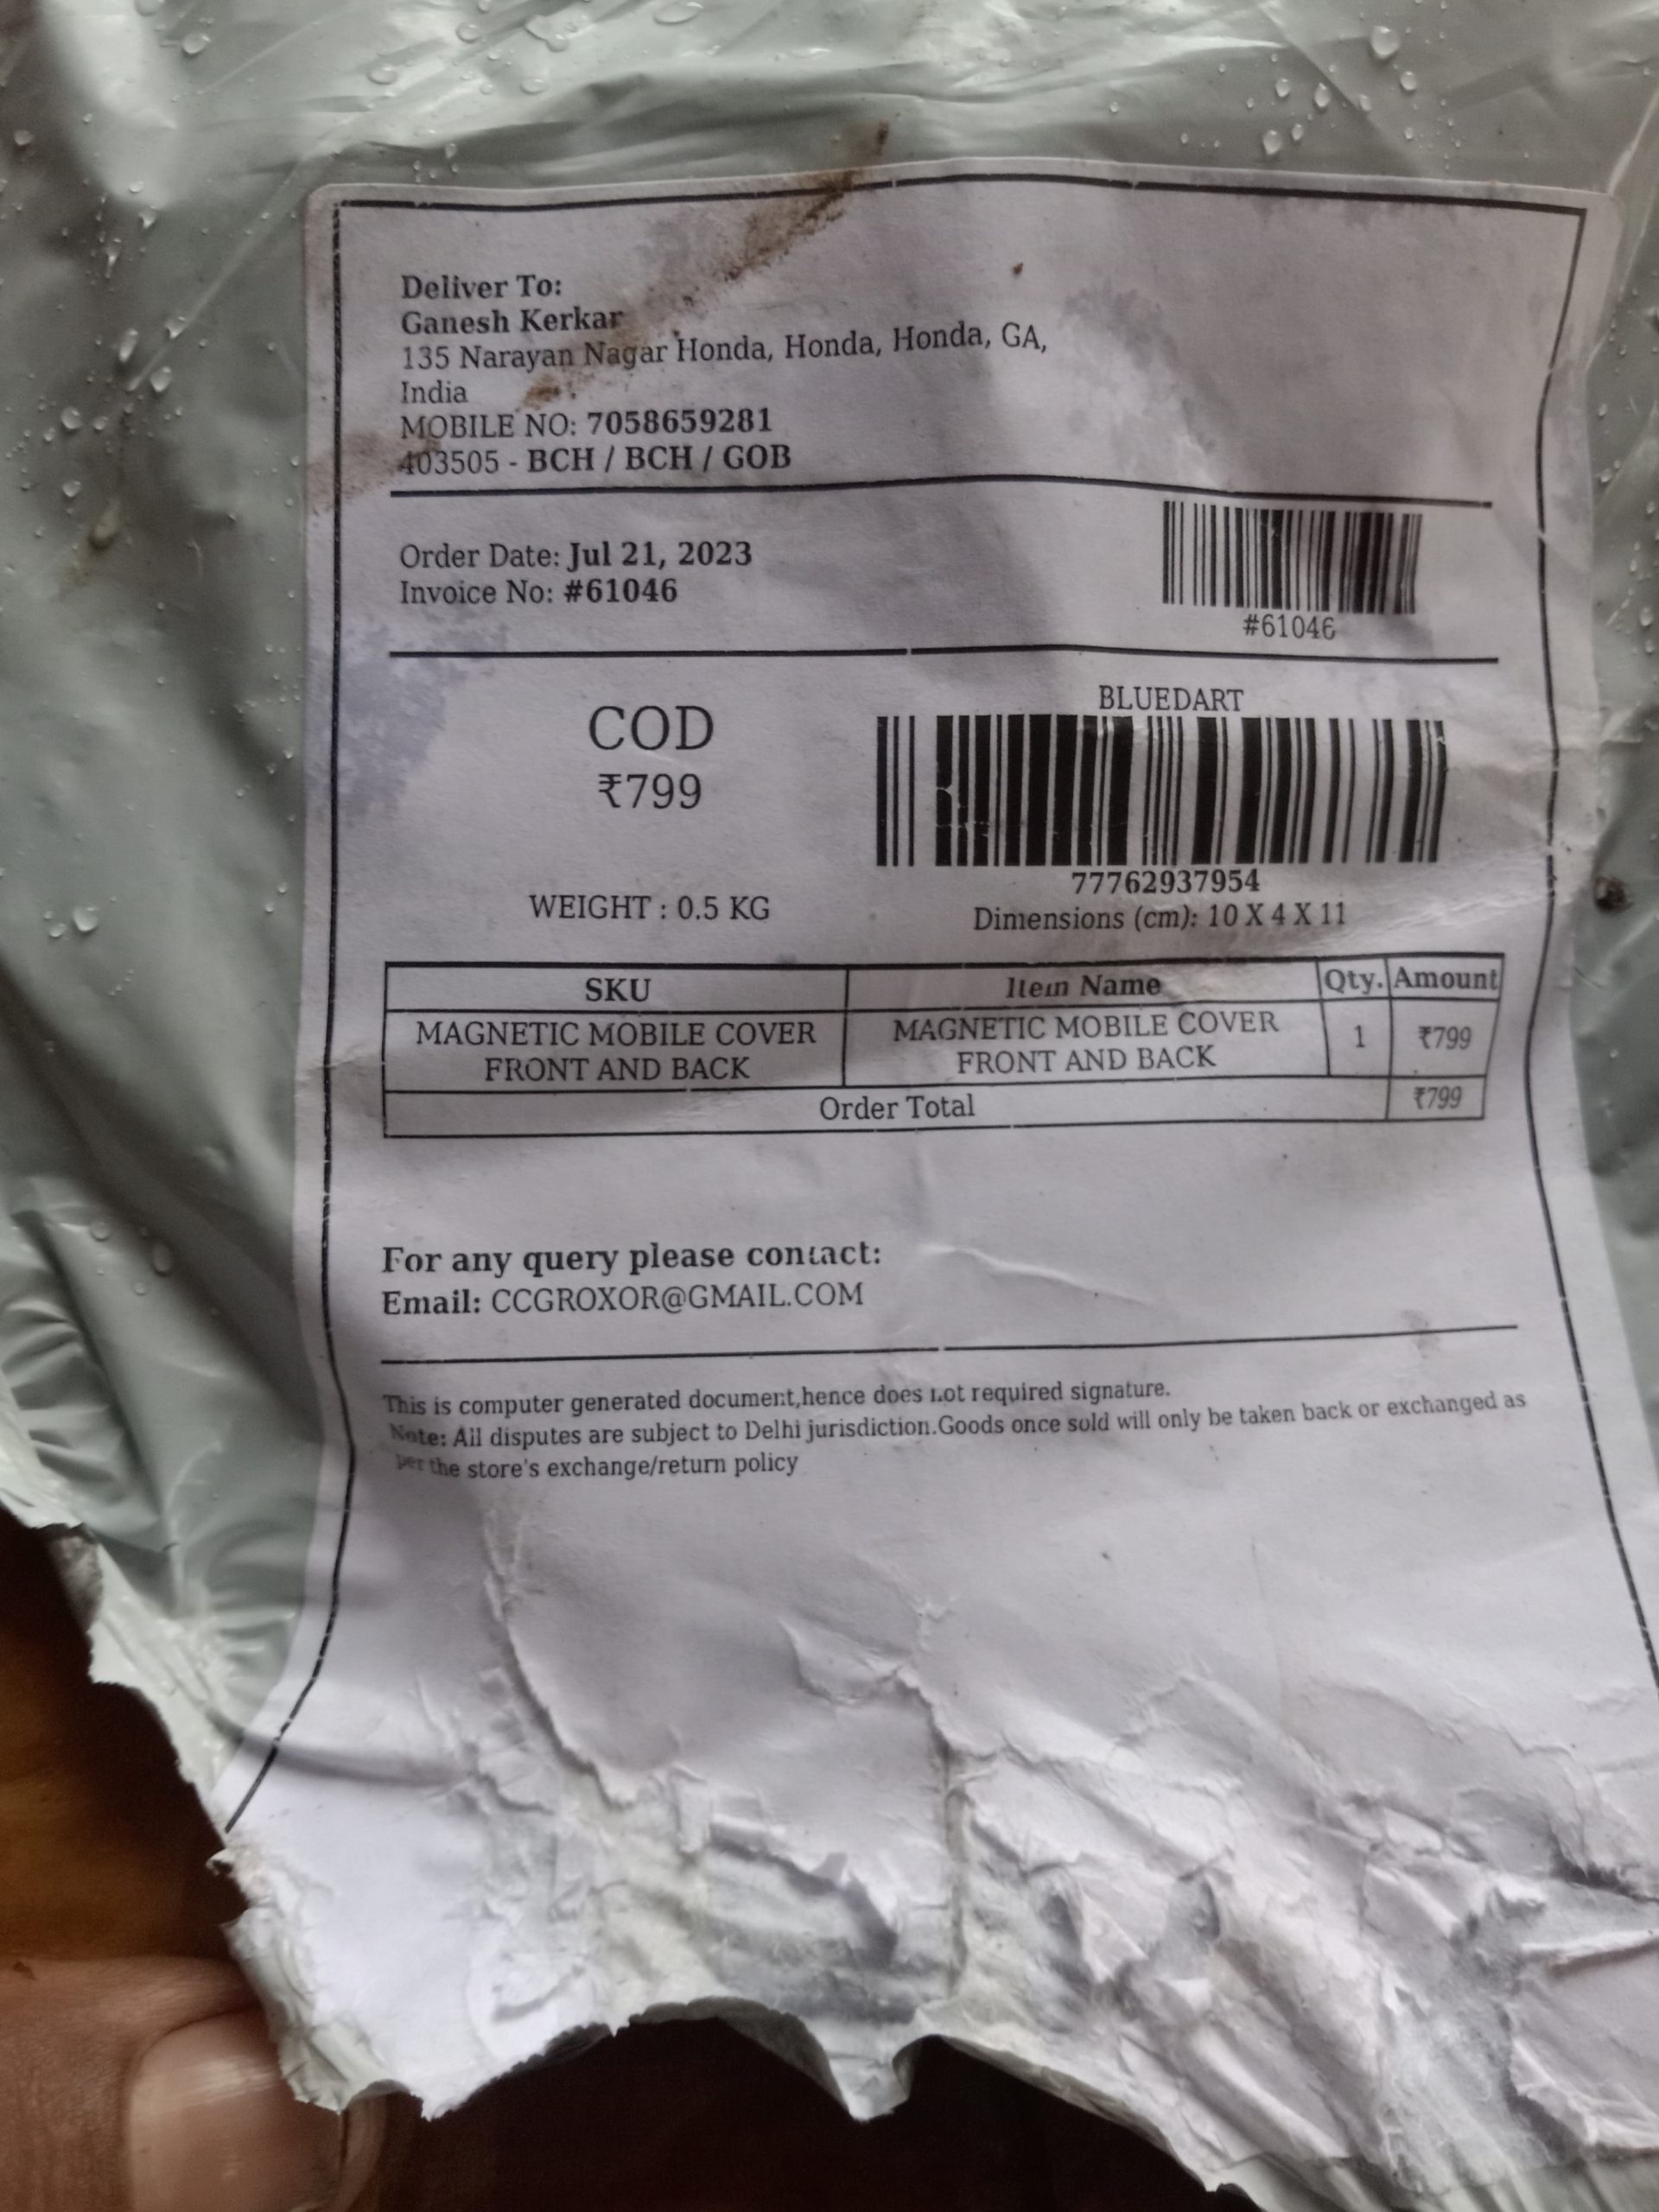 Deliver To:
Ganesh Kerkar
135 Narayan Nagar Honda, Honda, Honda, GA,
India
MOBILE NO: 7058659281
403505 - BCH / BCH / GOB
Order Date: Jul 21, 2023
Invoice No: #61046
#61046
COD
₹799
WEIGHT : 0.5 KG
BLUEDART
77762937954
Dimensions (cm): 10 X 4 X 11
SKU Item Name Qty. Amount
MAGNETIC MOBILE COVER MAGNETIC MOBILE COVER 1 ₹799
FRONT AND BACK FRONT AND BACK
Order Total ₹799
For any query please contact:
Email: CCGROXOR@GMAIL.COM
This is computer generated document,hence does not required signature.
Note: All disputes are subject to Delhi jurisdiction.Goods once sold will only be taken back or exchanged as
per the store's exchange/return policy